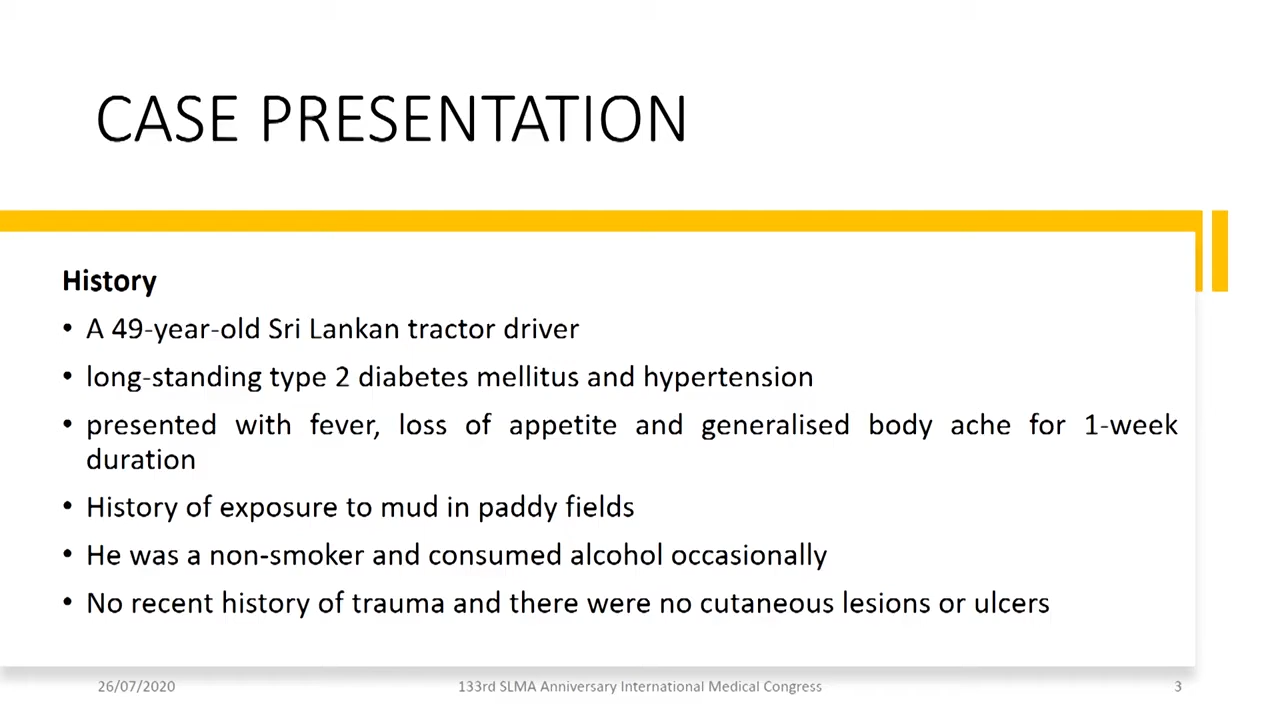 CASE PRESENTATION
History
• A 49-year-old Sri Lankan tractor driver
• long-standing type 2 diabetes mellitus and hypertension
• presented with fever, loss of appetite and generalised body ache for 1-week
duration
• History of exposure to mud in paddy fields
• He was a non-smoker and consumed alcohol occasionally
• No recent history of trauma and there were no cutaneous lesions or ulcers
26/07/2020
133rd SLMA Anniversary International Medical Congress
3